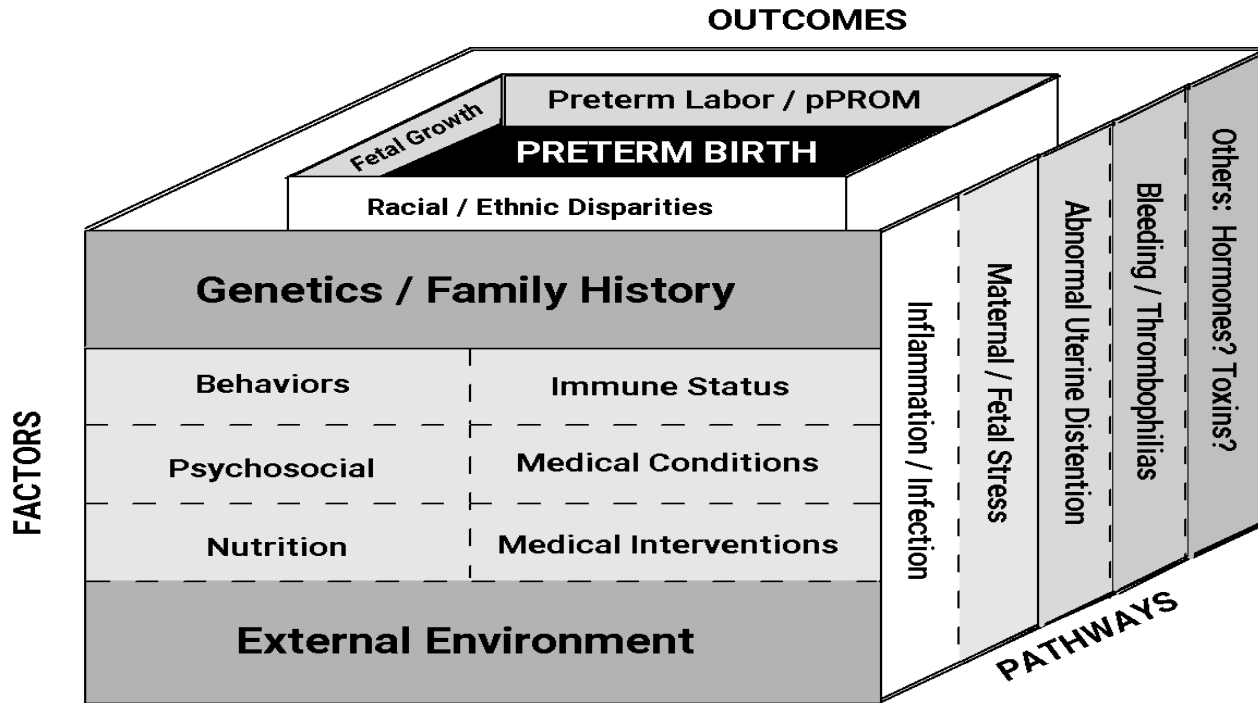 OUTCOMES
Preterm Labor / pPROM
Fetal Growth
PRETERM BIRTH
Racial / Ethnic Disparities
Genetics / Family History
Behaviors
Immune Status
Psychosocial
Medical Conditions
Nutrition
Medical Interventions
External Environment
FACTORS
Inflammation / Infection
Maternal / Fetal Stress
Abnormal Uterine Distention
Bleeding / Thrombophilias
Others: Hormones? Toxins?
PATHWAYS